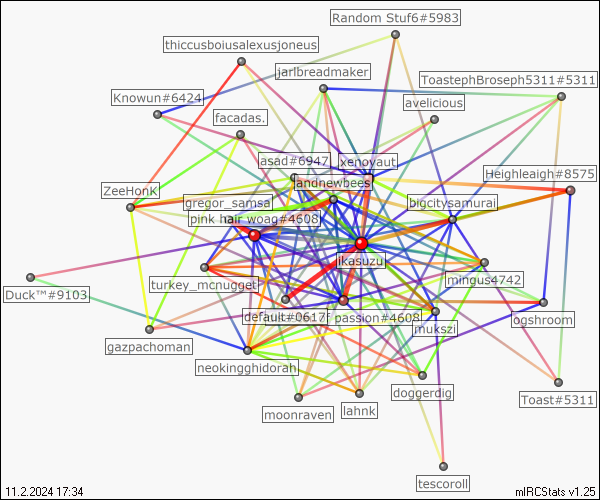 Random Stuf6#5983
thiccusboiusalexusjoneus
jarlbreadmaker
ToastephBroseph5311#5311
Knowun#6424
avelicious
facadas.
asad#6947
xenoyaut
Heighleaigh#8575
landnewbees
ZeeHonK
gregor_samsa
bigcitysamurai
pink hair woag#4608
ikasuzu
turkey_mcnugget
mingus4742
Duck™#9103
default#0617
passion#4608
ogshroom
mukszi
gazpachoman
neokingghidorah
doggerdig
Toast#5311
moonraven
lahnk
tescoroll
11.2.2024 17:34
mIRCStats v1.25